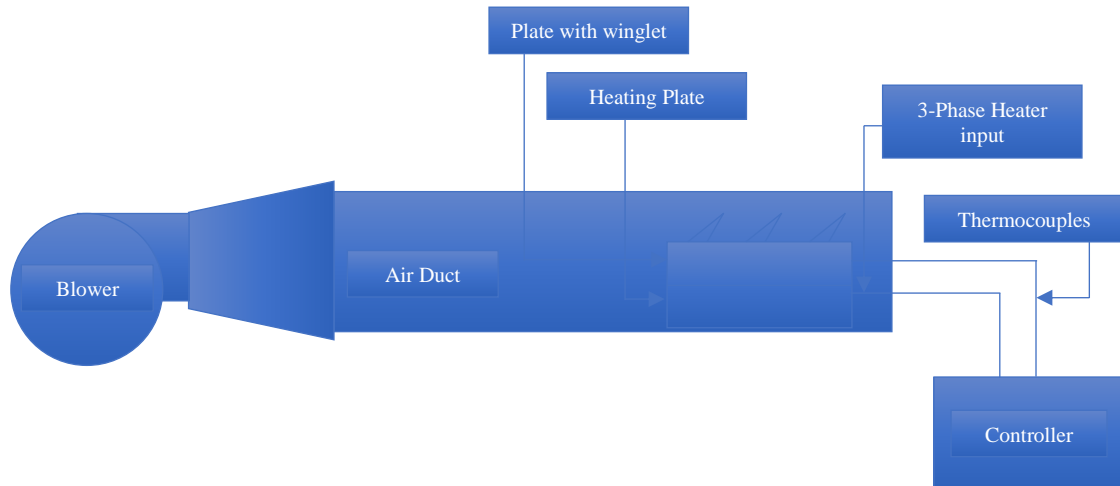 Plate with winglet
Heating Plate
3-Phase Heater
input
Thermocouples
Air Duct
Blower
Controller